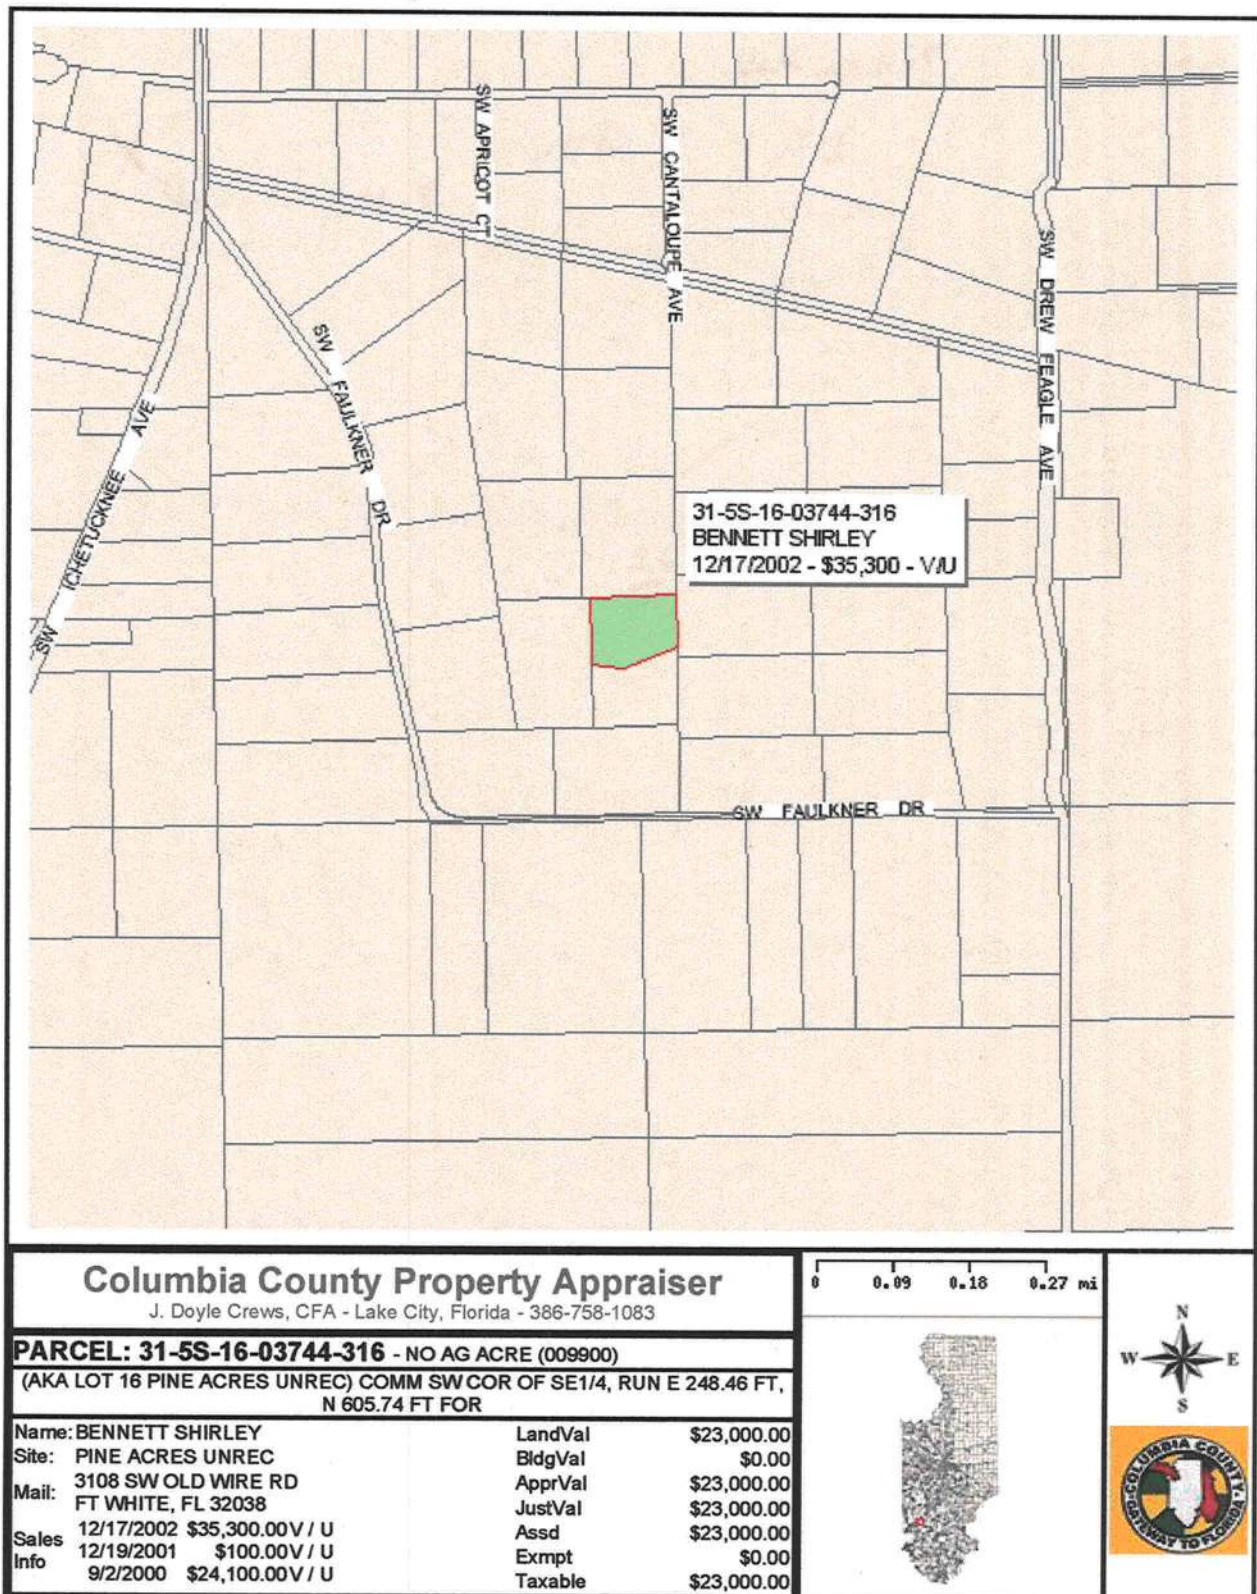 SW APRICOT CT
SW CANTALOUPE AVE
SW DREW FEAGLE AVE
SW FAULKNER DR
SW ICHETUCKNEE AVE
31-5S-16-03744-316
BENNETT SHIRLEY
12/17/2002 - $35,300 - V/U
SW FAULKNER DR
Columbia County Property Appraiser
J. Doyle Crews, CFA - Lake City, Florida - 386-758-1083
PARCEL: 31-5S-16-03744-316 - NO AG ACRE (009900)
(AKA LOT 16 PINE ACRES UNREC) COMM SW COR OF SE1/4, RUN E 248.46 FT,
N 605.74 FT FOR
Name: BENNETT SHIRLEY LandVal $23,000.00
Site: PINE ACRES UNREC BldgVal $0.00
Mail: 3108 SW OLD WIRE RD ApprVal $23,000.00
FT WHITE, FL 32038 JustVal $23,000.00
Sales Info 12/17/2002 $35,300.00V / U Assd $23,000.00
12/19/2001 $100.00V / U Exmpt $0.00
9/2/2000 $24,100.00V / U Taxable $23,000.00
0 0.09 0.18 0.27 mi
N
W E
S
COLUMBIA COUNTY
GATEWAY TO FLORIDA